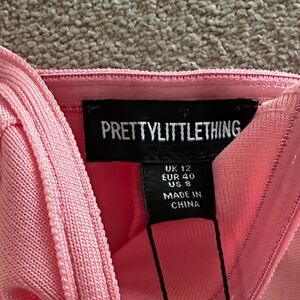 PRETTYLITTLETHING
UK 12
EUR 40
US 8
MADE IN
CHINA